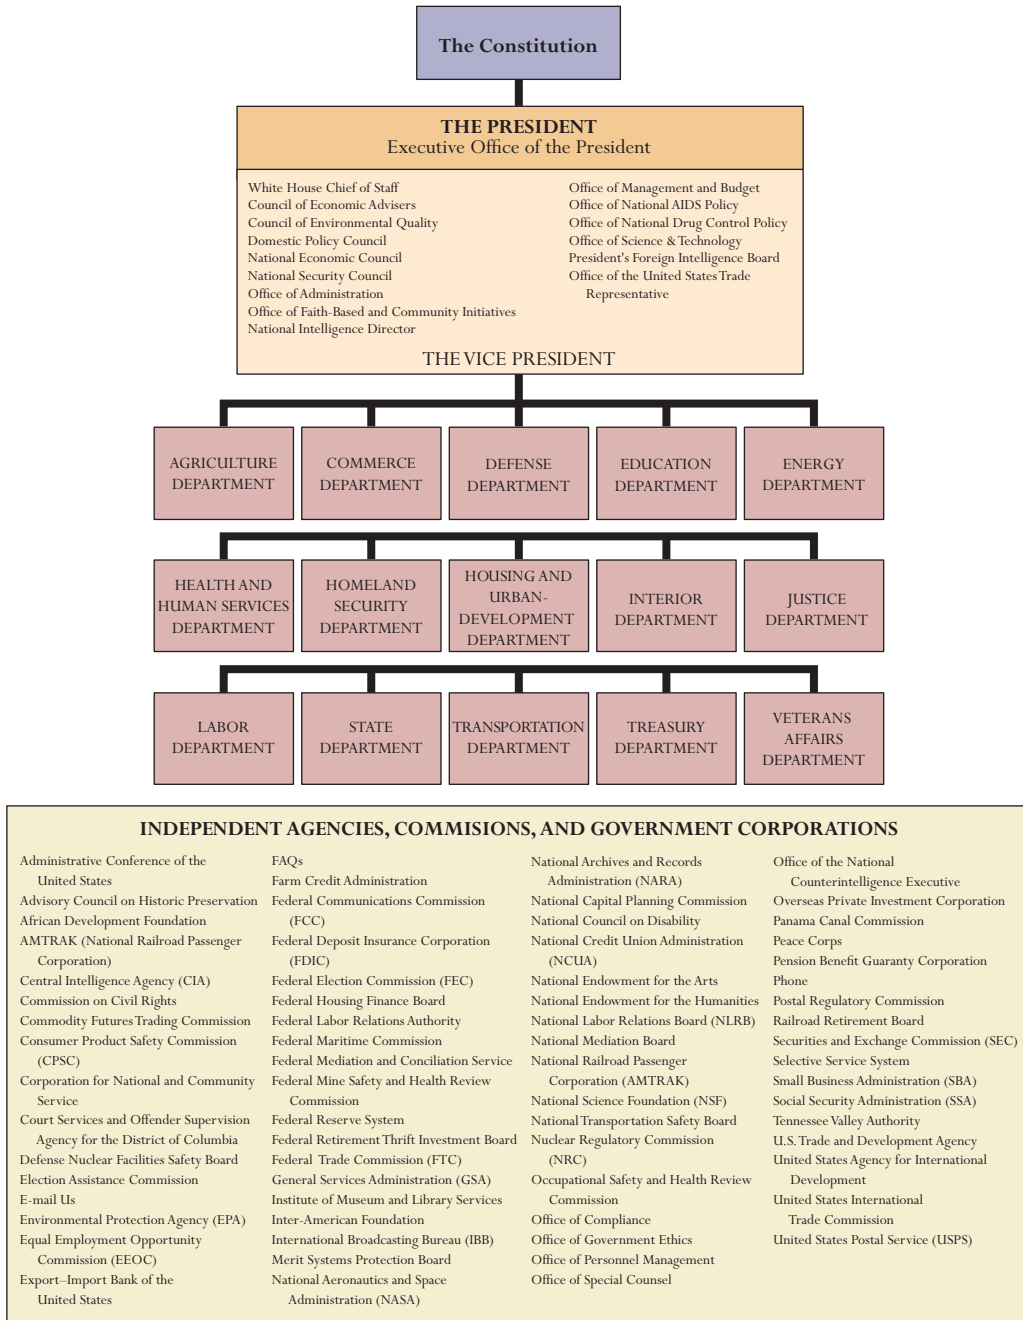 The Constitution
THE PRESIDENT
Executive Office of the President
White House Chief of Staff
Council of Economic Advisers
Council of Environmental Quality
Domestic Policy Council
National Economic Council
National Security Council
Office of Administration
Office of Faith-Based and Community Initiatives
National Intelligence Director
Office of Management and Budget
Office of National AIDS Policy
Office of National Drug Control Policy
Office of Science & Technology
President's Foreign Intelligence Board
Office of the United States Trade
Representative
THE VICE PRESIDENT
AGRICULTURE
DEPARTMENT
COMMERCE
DEPARTMENT
DEFENSE
DEPARTMENT
EDUCATION
DEPARTMENT
ENERGY
DEPARTMENT
HEALTH AND
HUMAN SERVICES
DEPARTMENT
HOMELAND
SECURITY
DEPARTMENT
HOUSING AND
URBAN-
DEVELOPMENT
DEPARTMENT
INTERIOR
DEPARTMENT
JUSTICE
DEPARTMENT
LABOR
DEPARTMENT
STATE
DEPARTMENT
TRANSPORTATION
DEPARTMENT
TREASURY
DEPARTMENT
VETERANS
AFFAIRS
DEPARTMENT
INDEPENDENT AGENCIES, COMMISIONS, AND GOVERNMENT CORPORATIONS
Administrative Conference of the
United States
Advisory Council on Historic Preservation
African Development Foundation
AMTRAK (National Railroad Passenger
Corporation)
Central Intelligence Agency (CIA)
Commission on Civil Rights
Commodity Futures Trading Commission
Consumer Product Safety Commission
(CPSC)
Corporation for National and Community
Service
Court Services and Offender Supervision
Agency for the District of Columbia
Defense Nuclear Facilities Safety Board
Election Assistance Commission
E-mail Us
Environmental Protection Agency (EPA)
Equal Employment Opportunity
Commission (EEOC)
Export–Import Bank of the
United States
FAQs
Farm Credit Administration
Federal Communications Commission
(FCC)
Federal Deposit Insurance Corporation
(FDIC)
Federal Election Commission (FEC)
Federal Housing Finance Board
Federal Labor Relations Authority
Federal Maritime Commission
Federal Mediation and Conciliation Service
Federal Mine Safety and Health Review
Commission
Federal Reserve System
Federal Retirement Thrift Investment Board
Federal Trade Commission (FTC)
General Services Administration (GSA)
Institute of Museum and Library Services
Inter-American Foundation
International Broadcasting Bureau (IBB)
Merit Systems Protection Board
National Aeronautics and Space
Administration (NASA)
National Archives and Records
Administration (NARA)
National Capital Planning Commission
National Council on Disability
National Credit Union Administration
(NCUA)
National Endowment for the Arts
National Endowment for the Humanities
National Labor Relations Board (NLRB)
National Mediation Board
National Railroad Passenger
Corporation (AMTRAK)
National Science Foundation (NSF)
National Transportation Safety Board
Nuclear Regulatory Commission
(NRC)
Occupational Safety and Health Review
Commission
Office of Compliance
Office of Government Ethics
Office of Personnel Management
Office of Special Counsel
Office of the National
Counterintelligence Executive
Overseas Private Investment Corporation
Panama Canal Commission
Peace Corps
Pension Benefit Guaranty Corporation
Phone
Postal Regulatory Commission
Railroad Retirement Board
Securities and Exchange Commission (SEC)
Selective Service System
Small Business Administration (SBA)
Social Security Administration (SSA)
Tennessee Valley Authority
U.S. Trade and Development Agency
United States Agency for International
Development
United States International
Trade Commission
United States Postal Service (USPS)